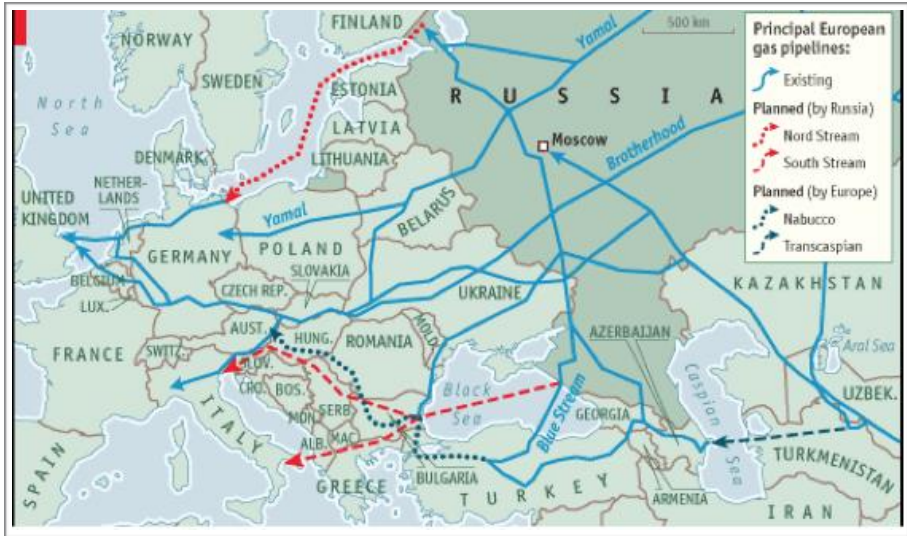 FINLAND
NORWAY
SWEDEN
500 km
Yamal
Principal European
gas pipelines:
Existing
Planned (by Russia)
Nord Stream
South Stream
Planned (by Europe)
Nabucco
Transcaspian
ESTONIA
North
Sea
RUSSIA
LATVIA
Moscow
Brotherhood
DENMARK
LITHUANIA
NETHER-
LANDS
UNITED
KINGDOM
BELARUS
Yamal
GERMANY
POLAND
SLOVAKIA
BELGIUM
CZECH REP.
LUX.
UKRAINE
KAZAKHSTAN
AUST.
HUNG.
ROMANIA
MOLD.
AZERBAIJAN
Aral Sea
FRANCE
SWITZ.
SLOV.
CRO.
BOS.
Black
Sea
Caspian
Sea
UZBEK.
ITALY
SERB.
MON.
Blue Stream
GEORGIA
ALB.
MAC.
BULGARIA
TURKMENISTAN
SPAIN
GREECE
TURKEY
ARMENIA
IRAN